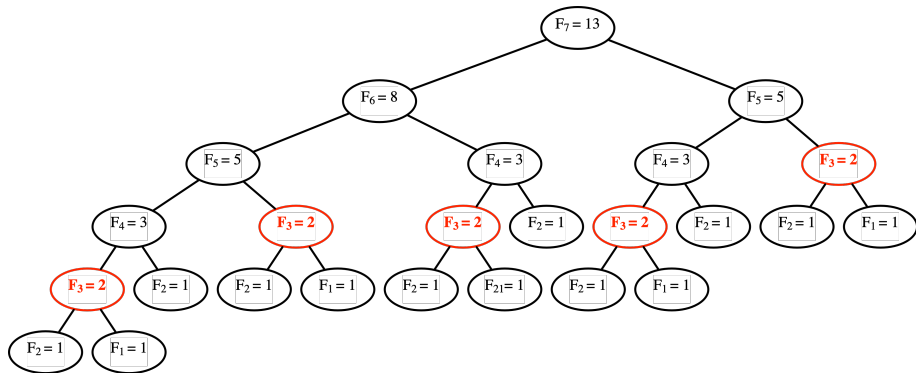 F₇ = 13
F₆ = 8
F₅ = 5
F₅ = 5
F₄ = 3
F₄ = 3
F₃ = 2
F₄ = 3
F₃ = 2
F₃ = 2
F₂ = 1
F₃ = 2
F₂ = 1
F₂ = 1
F₁ = 1
F₃ = 2
F₂ = 1
F₂ = 1
F₁ = 1
F₂ = 1
F₂₁ 1
F₂ = 1
F₁ = 1
F₂ = 1
F₁ = 1